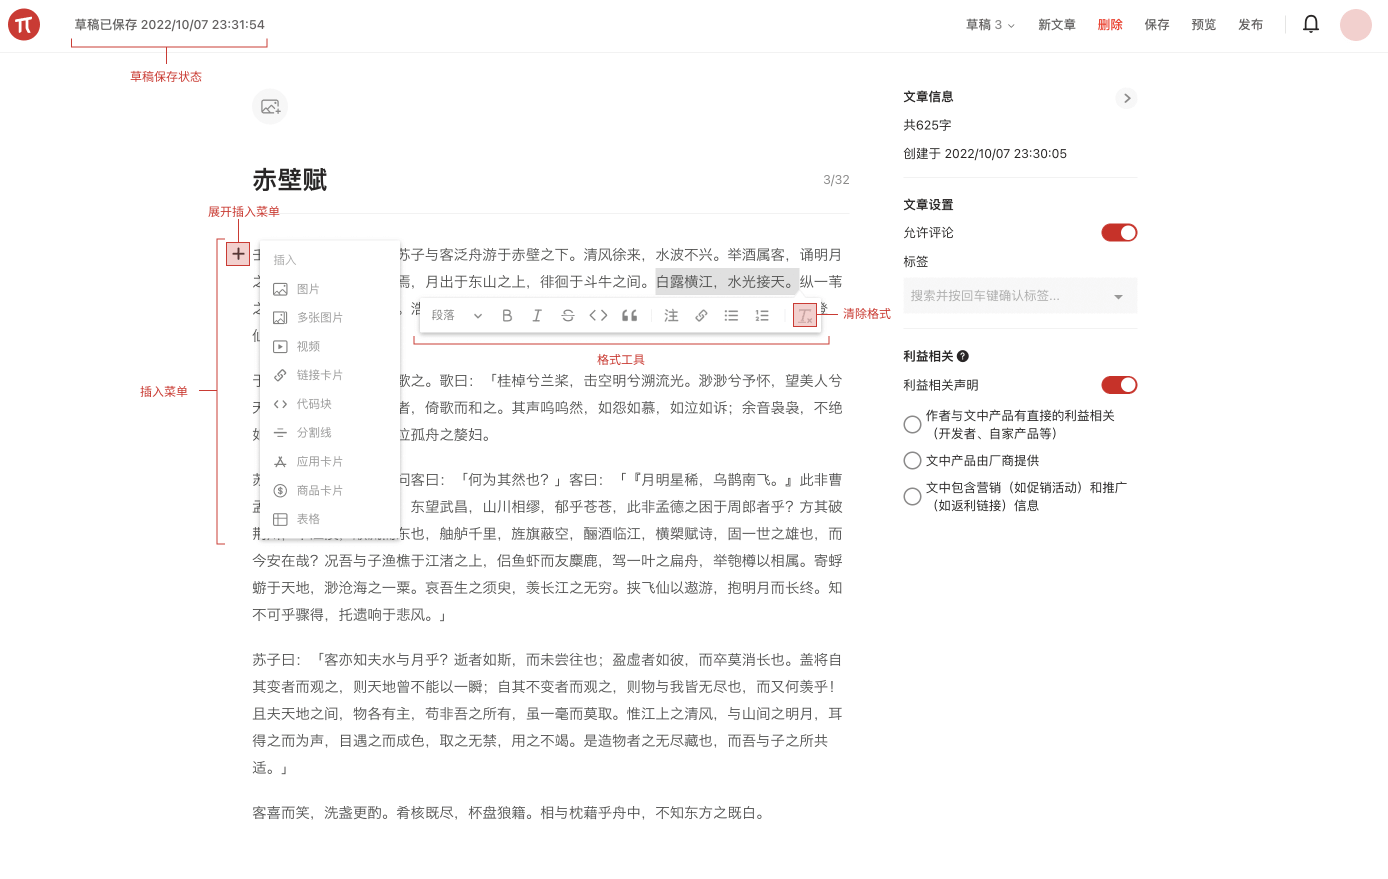 草稿已保存 2022/10/07 23:31:54
草稿 3
新文章
删除
保存
预览
发布
草稿保存状态
赤壁赋
3/32
展开插入菜单
苏子与客泛舟游于赤壁之下。清风徐来，水波不兴。举酒属客，诵明月
焉，月出于东山之上，徘徊于斗牛之间。白露横江，水光接天。纵一苇
仙
插入
图片
多张图片
视频
链接卡片
代码块
分割线
应用卡片
商品卡片
表格
插入菜单
段落
注
清除格式
格式工具
歌之。歌曰：「桂棹兮兰桨，击空明兮溯流光。渺渺兮予怀，望美人兮
者，倚歌而和之。其声呜呜然，如怨如慕，如泣如诉；余音袅袅，不绝
泣孤舟之嫠妇。
问客曰：「何为其然也？」客曰：「『月明星稀，乌鹊南飞。』此非曹
东望武昌，山川相缪，郁乎苍苍，此非孟德之困于周郎者乎？方其破
东也，舳舻千里，旌旗蔽空，酾酒临江，横槊赋诗，固一世之雄也，而
今安在哉？况吾与子渔樵于江渚之上，侣鱼虾而友麋鹿，驾一叶之扁舟，举匏樽以相属。寄蜉
蝣于天地，渺沧海之一粟。哀吾生之须臾，羡长江之无穷。挟飞仙以遨游，抱明月而长终。知
不可乎骤得，托遗响于悲风。」
苏子曰：「客亦知夫水与月乎？逝者如斯，而未尝往也；盈虚者如彼，而卒莫消长也。盖将自
其变者而观之，则天地曾不能以一瞬；自其不变者而观之，则物与我皆无尽也，而又何羡乎！
且夫天地之间，物各有主，苟非吾之所有，虽一毫而莫取。惟江上之清风，与山间之明月，耳
得之而为声，目遇之而成色，取之无禁，用之不竭。是造物者之无尽藏也，而吾与子之所共
适。」
客喜而笑，洗盏更酌。肴核既尽，杯盘狼籍。相与枕藉乎舟中，不知东方之既白。
文章信息
共625字
创建于 2022/10/07 23:30:05
文章设置
允许评论
标签
搜索并按回车键确认标签...
利益相关
利益相关声明
作者与文中产品有直接的利益相关
（开发者、自家产品等）
文中产品由厂商提供
文中包含营销（如促销活动）和推广
（如返利链接）信息